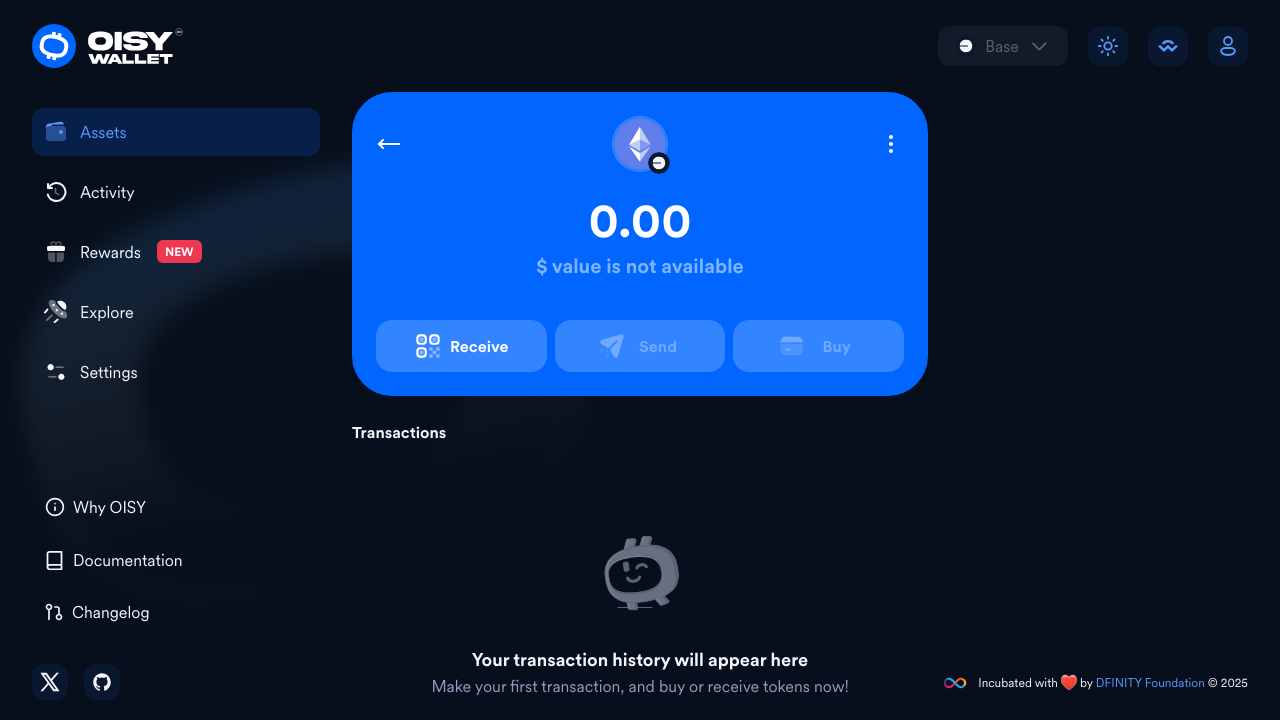 OISY
WALLET
Base
Assets
Activity
Rewards NEW
Explore
Settings
Why OISY
Documentation
Changelog
0.00
$ value is not available
Receive
Send
Buy
Transactions
Your transaction history will appear here
Make your first transaction, and buy or receive tokens now!
Incubated with ❤️ by DFINITY Foundation © 2025